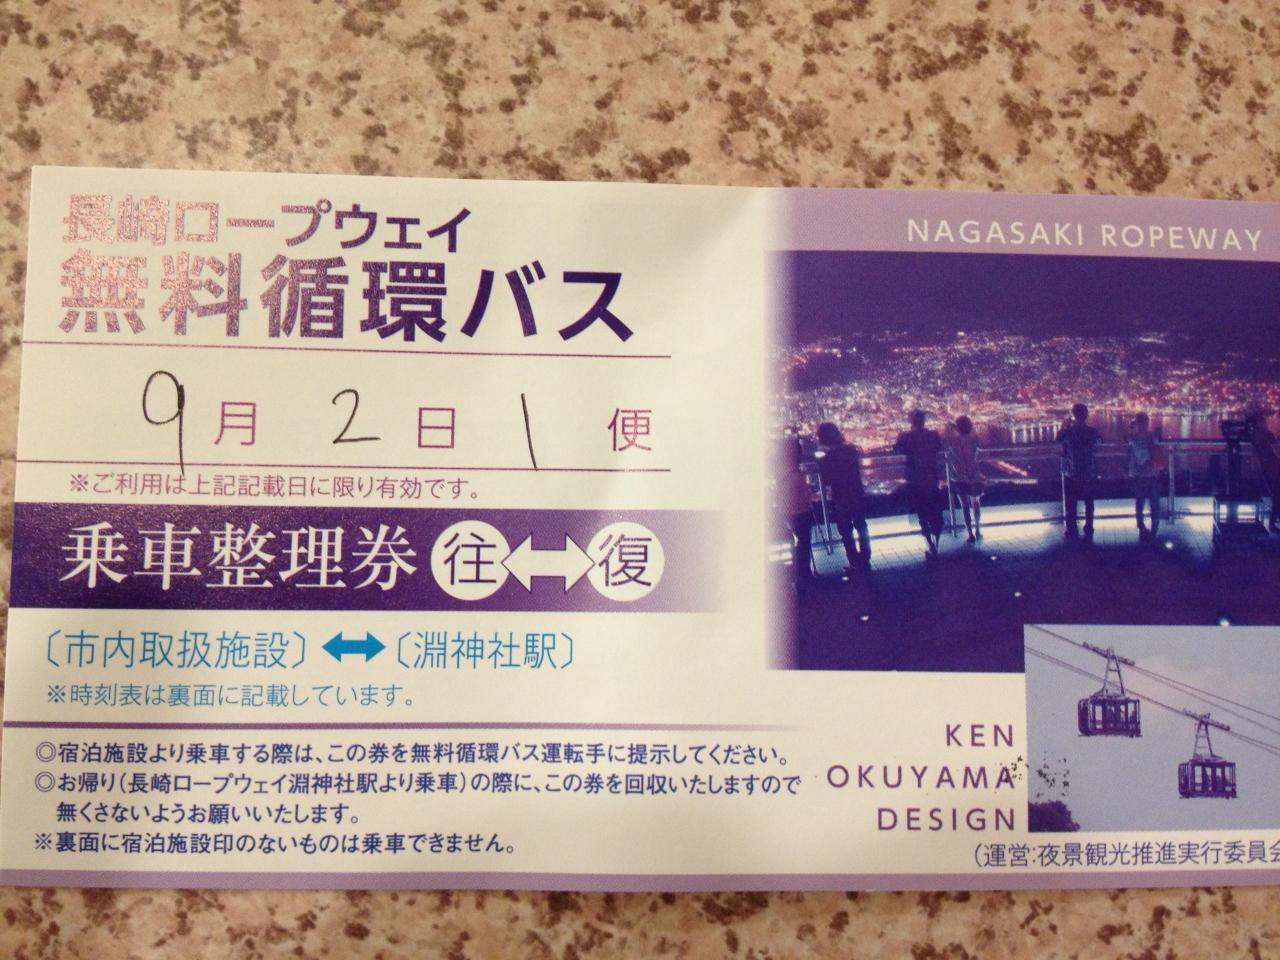 長崎ロープウェイ
無料循環バス
9月 2日 1便
※ご利用は上記記載日に限り有効です。
乗車整理券 往⟷復
〔市内取扱施設〕⟷〔淵神社駅〕
※時刻表は裏面に記載しています。
◎宿泊施設より乗車する際は、この券を無料循環バス運転手に提示してください。
◎お帰り(長崎ロープウェイ淵神社駅より乗車)の際に、この券を回収いたしますので
無くさないようお願いいたします。
※裏面に宿泊施設印のないものは乗車できません。
NAGASAKI ROPEWAY
KEN
OKUYAMA
DESIGN
(運営:夜景観光推進実行委員会